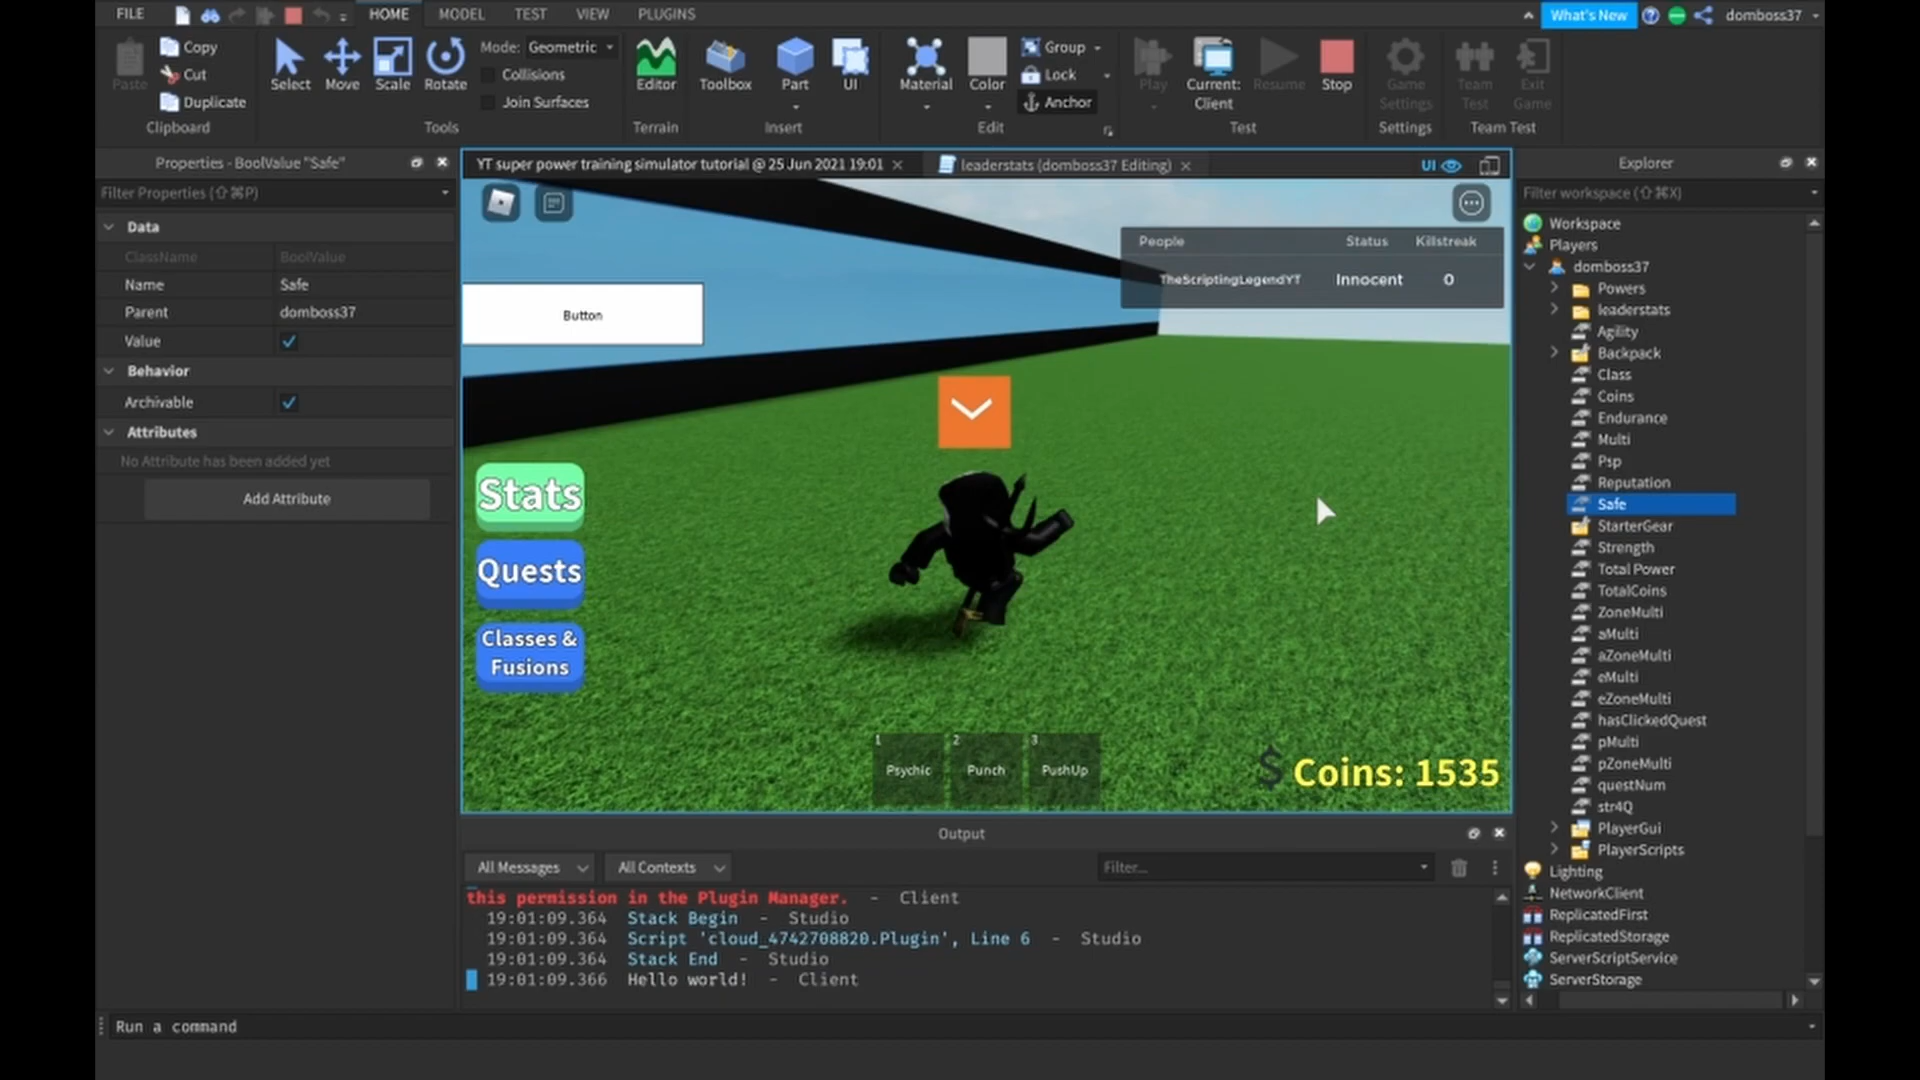 FILE
HOME
MODEL
TEST
VIEW
PLUGINS
What's New
domboss37
Paste
Copy
Cut
Duplicate
Clipboard
Select
Move
Scale
Rotate
Mode: Geometric
Collisions
Join Surfaces
Tools
Editor
Terrain
Toolbox
Part
UI
Insert
Material
Color
Group
Lock
Anchor
Edit
Play
Current:
Client
Resume
Stop
Test
Game
Settings
Settings
Team
Test
Exit
Game
Team Test
Properties - BoolValue "Safe"
Filter Properties (⇧⌘P)
Data
ClassName BoolValue
Name Safe
Parent domboss37
Value
Behavior
Archivable
Attributes
No Attribute has been added yet
Add Attribute
YT super power training simulator tutorial @ 25 Jun 2021 19:01
leaderstats (domboss37 Editing)
UI
People Status Killstreak
TheScriptingLegendYT Innocent 0
Button
Stats
Quests
Classes &
Fusions
1 Psychic
2 Punch
3 PushUp
$ Coins: 1535
Output
All Messages
All Contexts
Filter...
this permission in the Plugin Manager. - Client
19:01:09.364 Stack Begin - Studio
19:01:09.364 Script 'cloud_4742708820.Plugin', Line 6 - Studio
19:01:09.364 Stack End - Studio
19:01:09.366 Hello world! - Client
Run a command
Explorer
Filter workspace (⇧⌘X)
Workspace
Players
domboss37
Powers
leaderstats
Agility
Backpack
Class
Coins
Endurance
Multi
Psp
Reputation
Safe
StarterGear
Strength
Total Power
TotalCoins
ZoneMulti
aMulti
aZoneMulti
eMulti
eZoneMulti
hasClickedQuest
pMulti
pZoneMulti
questNum
str4Q
PlayerGui
PlayerScripts
Lighting
NetworkClient
ReplicatedFirst
ReplicatedStorage
ServerScriptService
ServerStorage